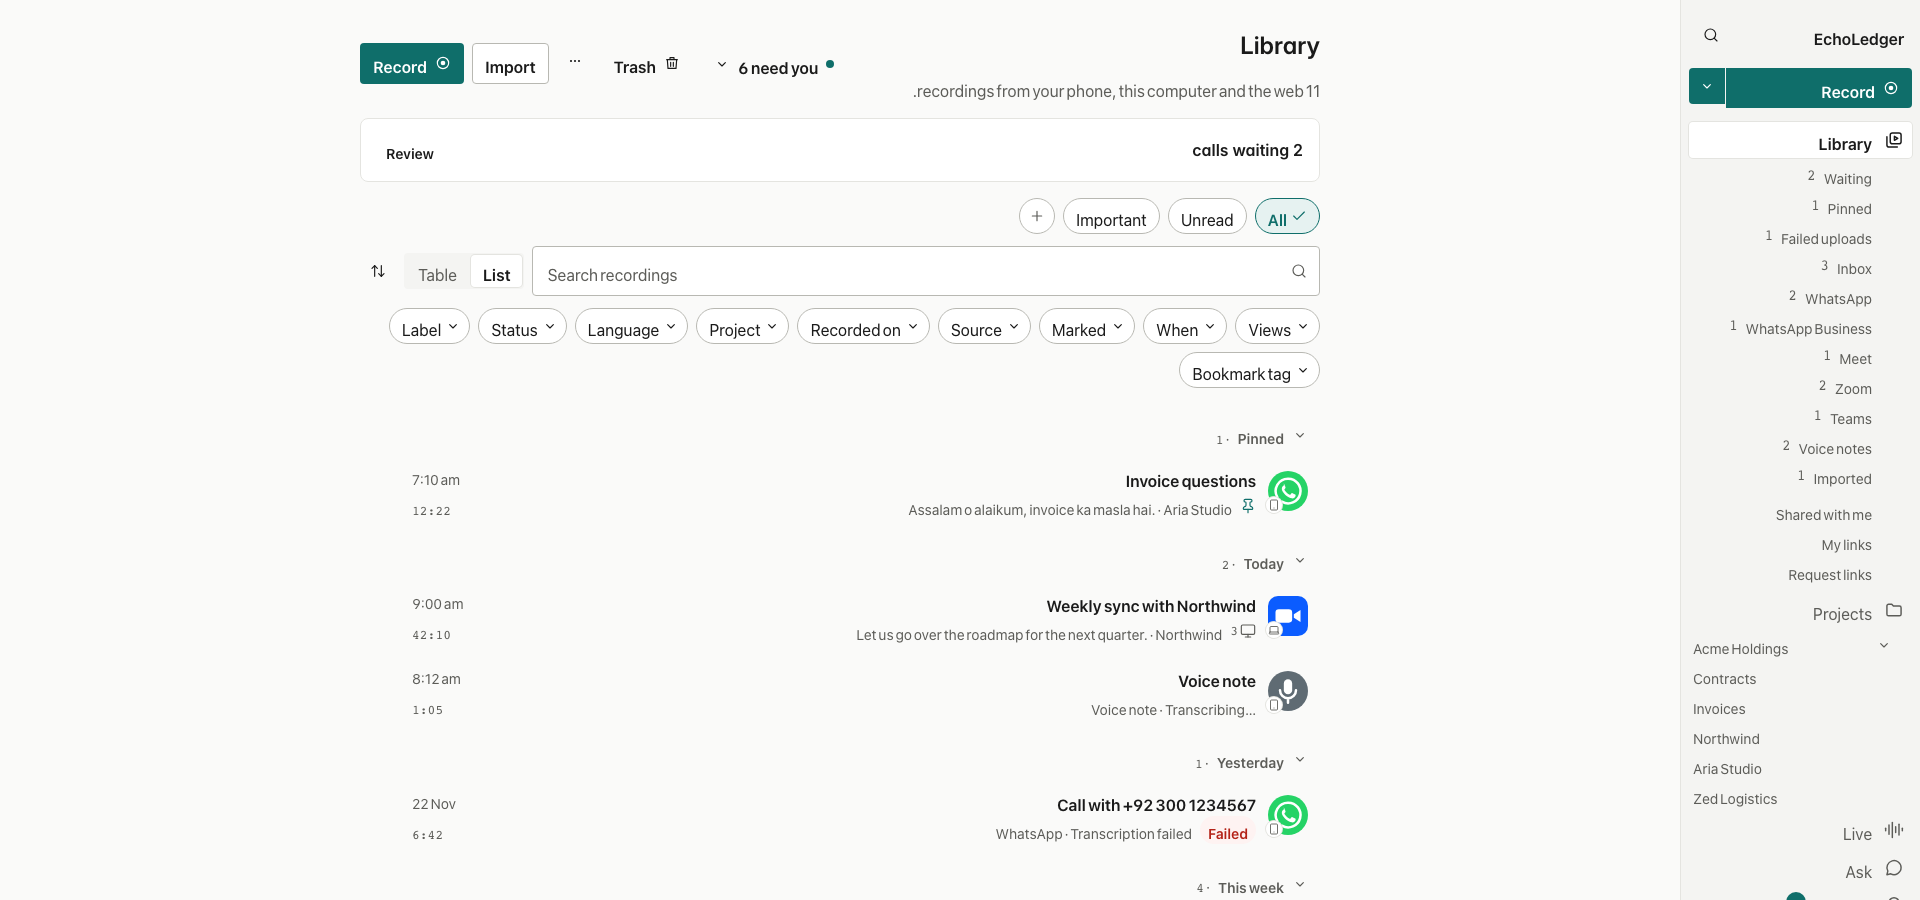 EchoLedger
Record
Library
Waiting 2
Pinned 1
Failed uploads 1
Inbox 3
WhatsApp 2
WhatsApp Business 1
Meet 1
Zoom 2
Teams 1
Voice notes 2
Imported 1
Shared with me
My links
Request links
Projects
Acme Holdings
Contracts
Invoices
Northwind
Aria Studio
Zed Logistics
Live
Ask
Library
.recordings from your phone, this computer and the web 11
6 need you
Trash
...
Import
Record
calls waiting 2
Review
All
Unread
Important
+
Search recordings
List
Table
Views
When
Marked
Source
Recorded on
Project
Language
Status
Label
Bookmark tag
Pinned · 1
Invoice questions
7:10 am
Assalam o alaikum, invoice ka masla hai. · Aria Studio
12:22
Today · 2
Weekly sync with Northwind
9:00 am
3
Let us go over the roadmap for the next quarter. · Northwind
42:10
Voice note
8:12 am
Voice note · Transcribing…
1:05
Yesterday · 1
Call with +92 300 1234567
22 Nov
Failed
WhatsApp · Transcription failed
6:42
This week · 4